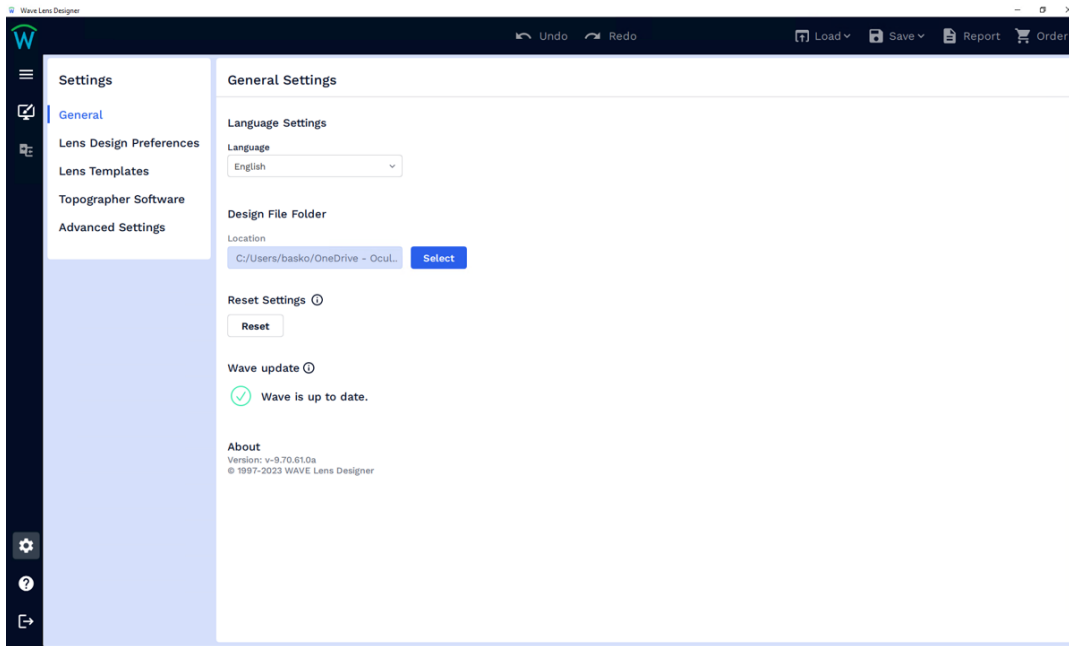 Wave Lens Designer
W
Undo Redo Load Save Report Order
Settings
General
Lens Design Preferences
Lens Templates
Topographer Software
Advanced Settings
General Settings
Language Settings
Language
English
Design File Folder
Location
C:/Users/basko/OneDrive - Ocul.. Select
Reset Settings
Reset
Wave update
Wave is up to date.
About
Version: v-9.70.61.0a
© 1997-2023 WAVE Lens Designer